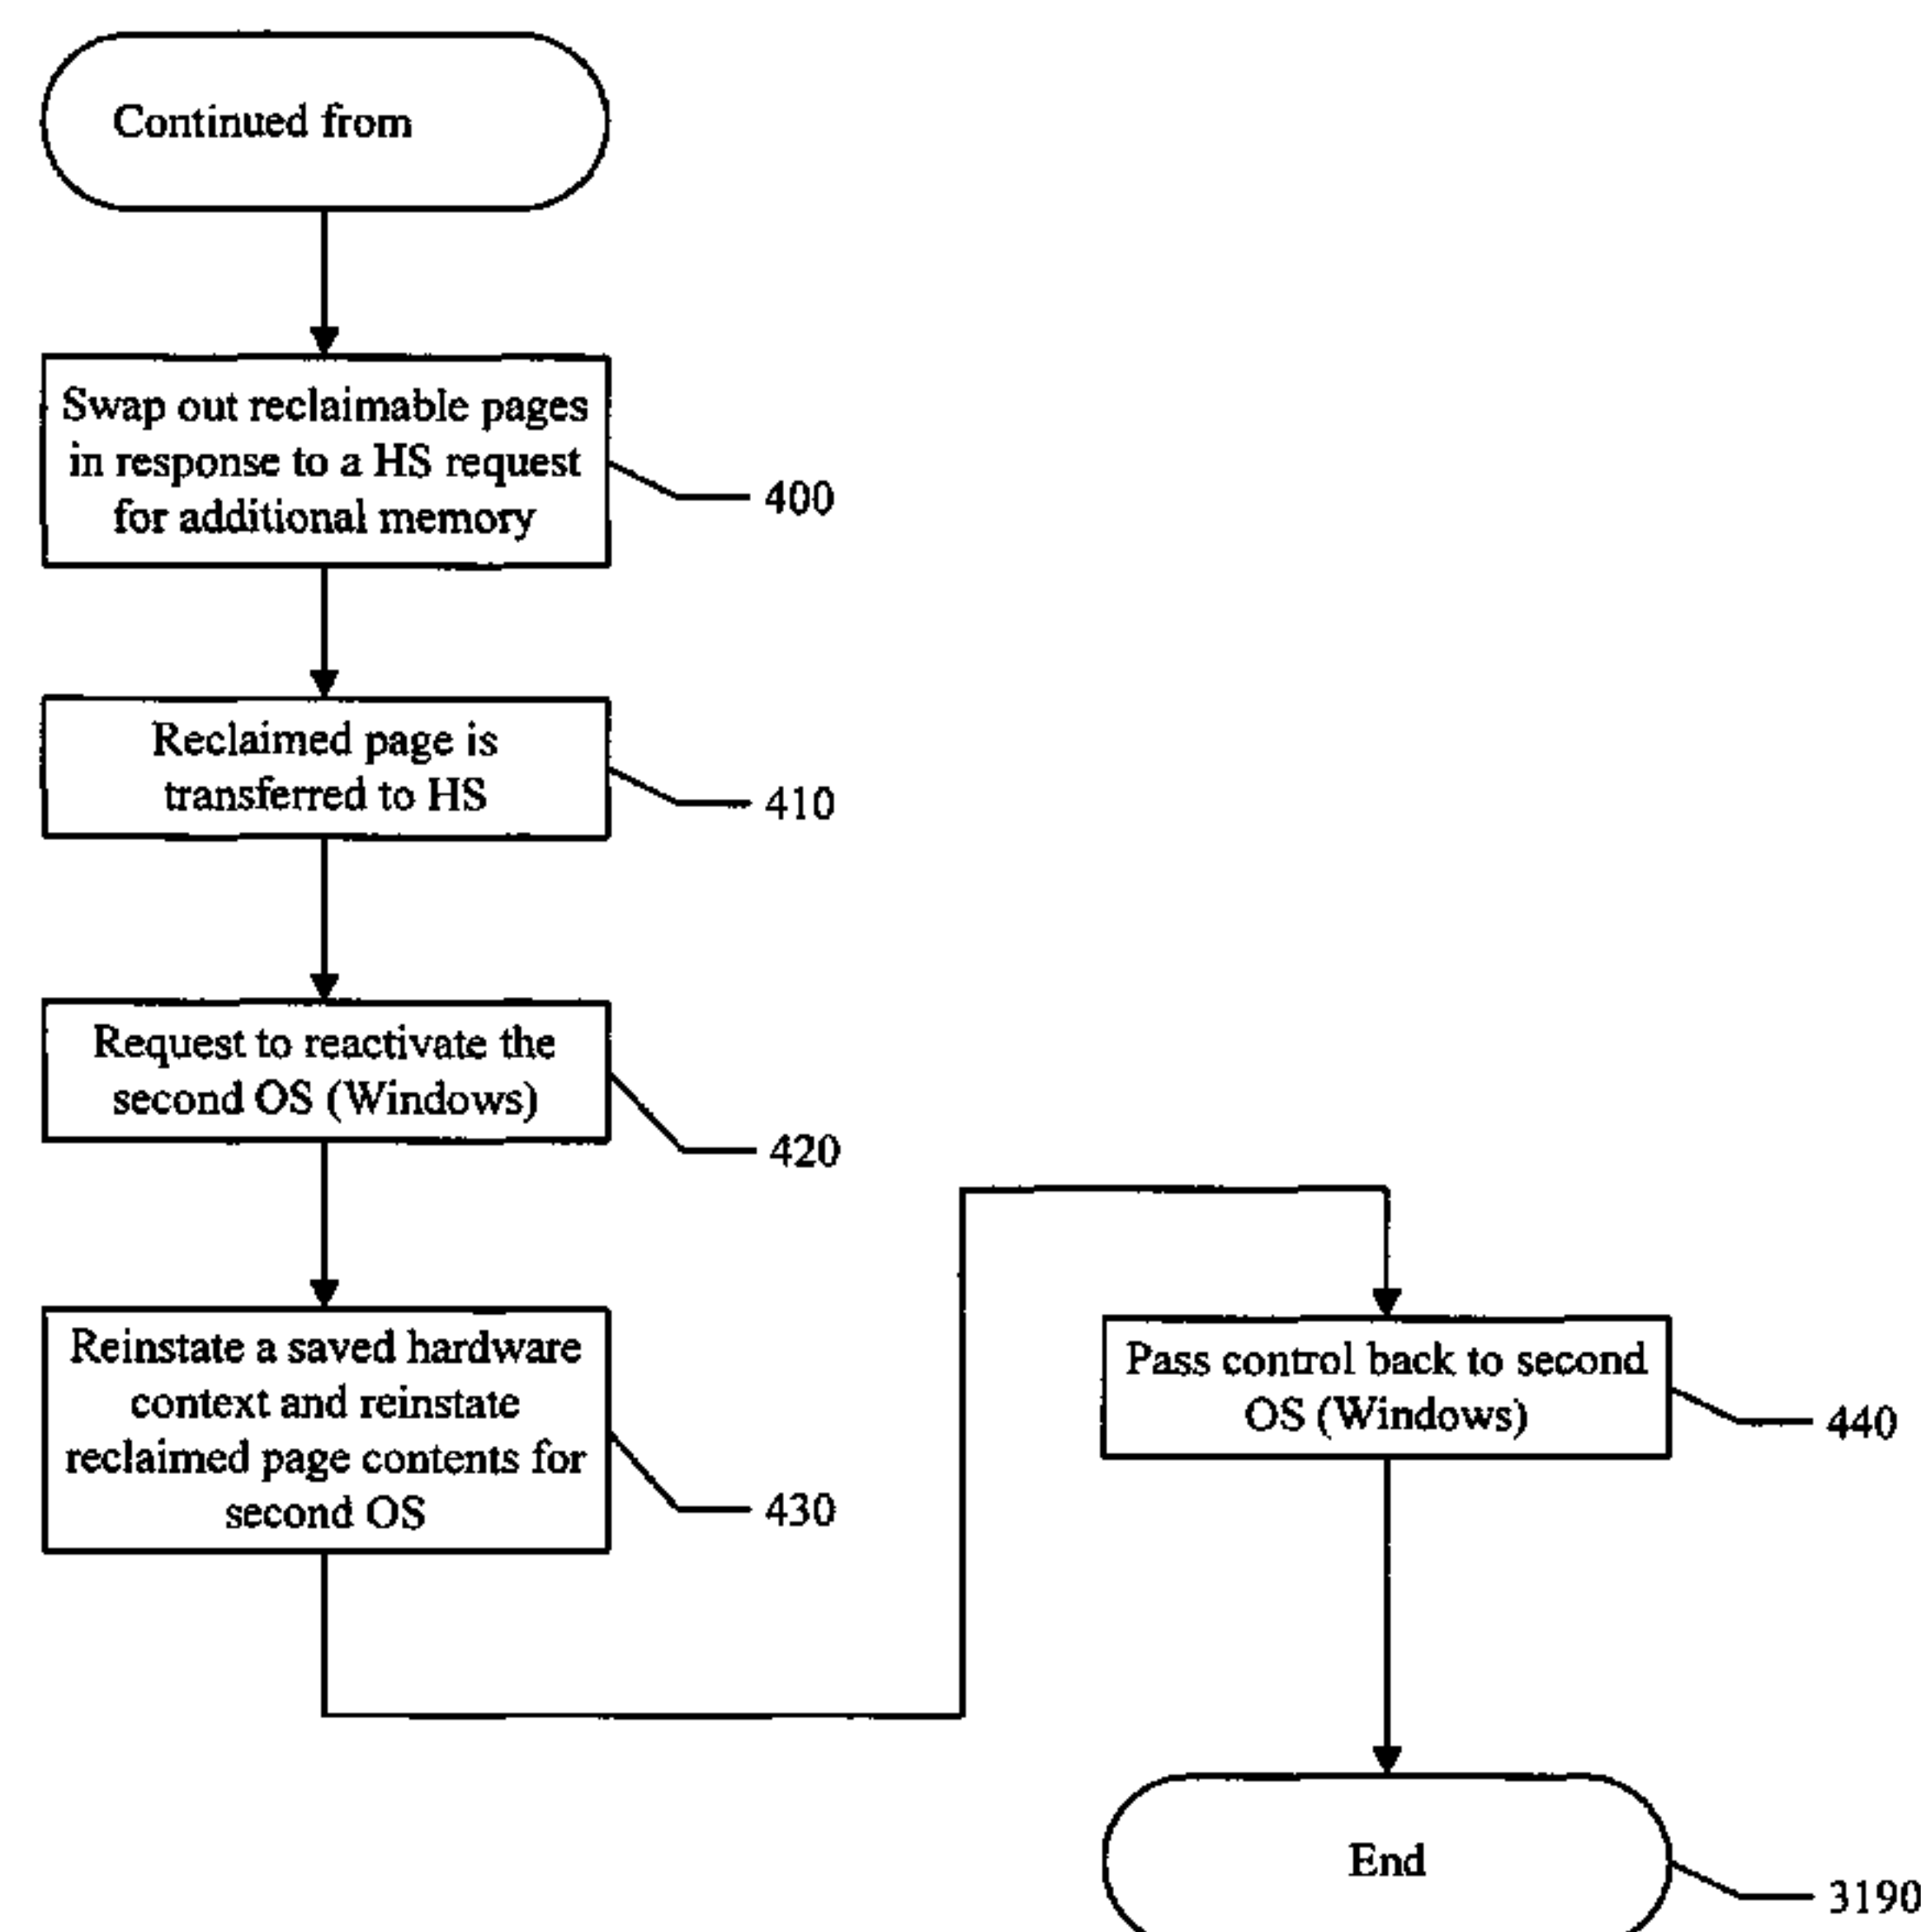 Continued from
Swap out reclaimable pages
in response to a HS request
for additional memory
400
Reclaimed page is
transferred to HS
410
Request to reactivate the
second OS (Windows)
420
Reinstate a saved hardware
context and reinstate
reclaimed page contents for
second OS
430
Pass control back to second
OS (Windows)
440
End
3190